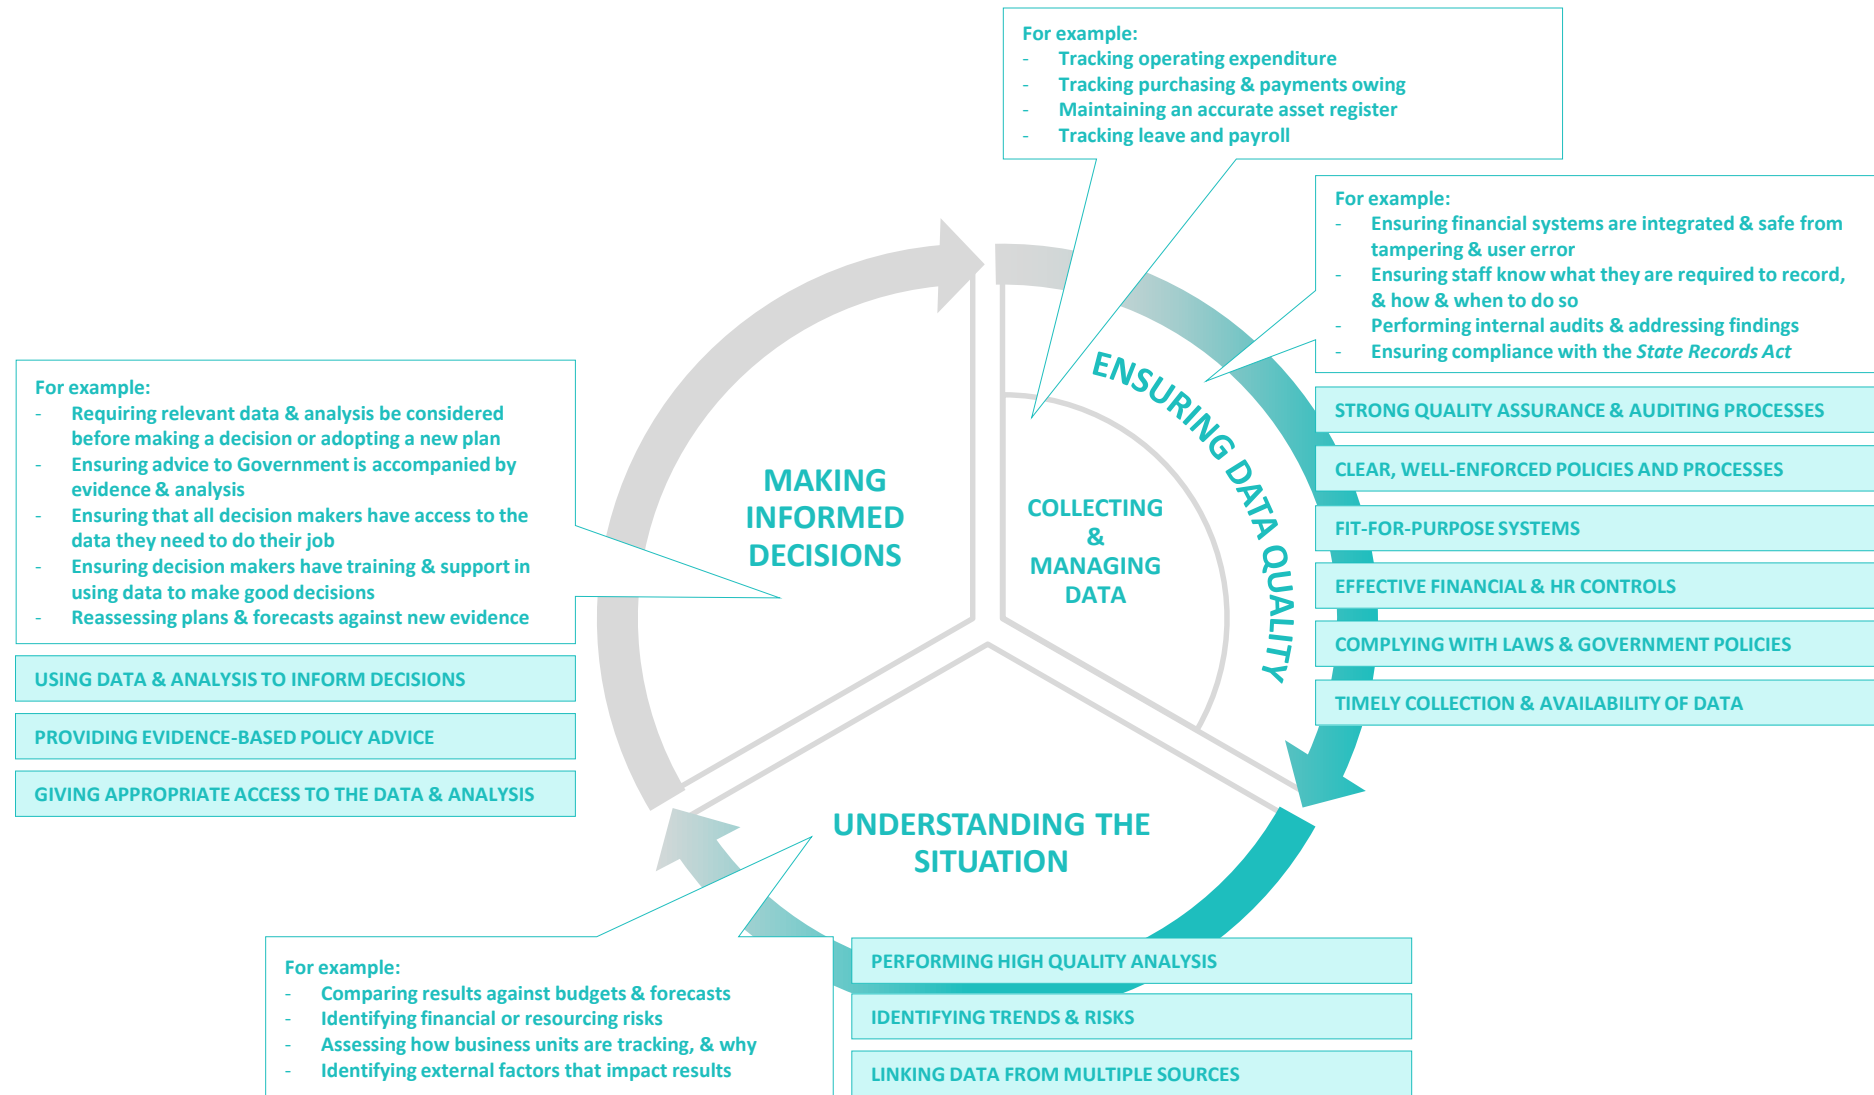 For example:
- Tracking operating expenditure
- Tracking purchasing & payments owing
- Maintaining an accurate asset register
- Tracking leave and payroll
For example:
- Ensuring financial systems are integrated & safe from
tampering & user error
- Ensuring staff know what they are required to record,
& how & when to do so
- Performing internal audits & addressing findings
- Ensuring compliance with the State Records Act
STRONG QUALITY ASSURANCE & AUDITING PROCESSES
CLEAR, WELL-ENFORCED POLICIES AND PROCESSES
FIT-FOR-PURPOSE SYSTEMS
EFFECTIVE FINANCIAL & HR CONTROLS
COMPLYING WITH LAWS & GOVERNMENT POLICIES
TIMELY COLLECTION & AVAILABILITY OF DATA
ENSURING DATA QUALITY
COLLECTING
&
MANAGING
DATA
MAKING
INFORMED
DECISIONS
For example:
- Requiring relevant data & analysis be considered
before making a decision or adopting a new plan
- Ensuring advice to Government is accompanied by
evidence & analysis
- Ensuring that all decision makers have access to the
data they need to do their job
- Ensuring decision makers have training & support in
using data to make good decisions
- Reassessing plans & forecasts against new evidence
USING DATA & ANALYSIS TO INFORM DECISIONS
PROVIDING EVIDENCE-BASED POLICY ADVICE
GIVING APPROPRIATE ACCESS TO THE DATA & ANALYSIS
UNDERSTANDING THE
SITUATION
For example:
- Comparing results against budgets & forecasts
- Identifying financial or resourcing risks
- Assessing how business units are tracking, & why
- Identifying external factors that impact results
PERFORMING HIGH QUALITY ANALYSIS
IDENTIFYING TRENDS & RISKS
LINKING DATA FROM MULTIPLE SOURCES